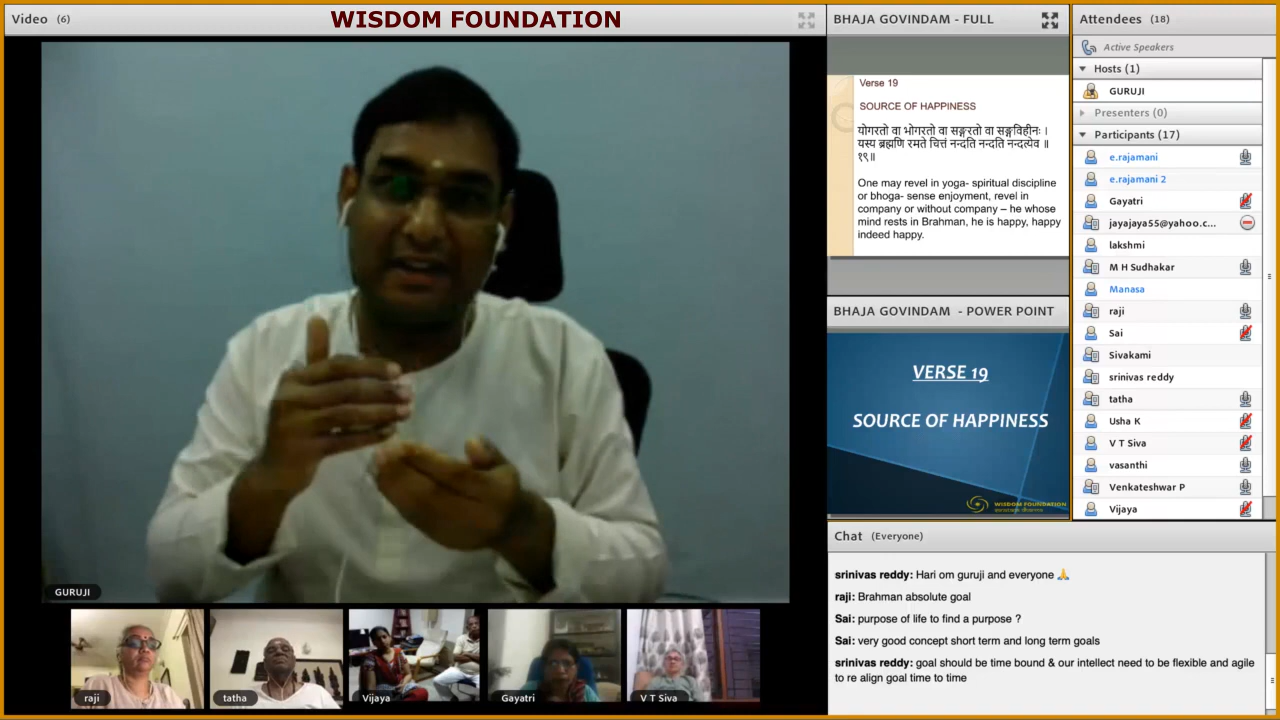 Video (6)
WISDOM FOUNDATION
GURUJI
raji
tatha
Vijaya
Gayatri
V T Siva
BHAJA GOVINDAM - FULL
Verse 19
SOURCE OF HAPPINESS
योगरतो वा भोगरतो वा सङ्गरतो वा सङ्गविहीनः ।
यस्य ब्रह्मणि रमते चित्तं नन्दति नन्दति नन्दत्येव ॥
१९॥
One may revel in yoga- spiritual discipline
or bhoga- sense enjoyment, revel in
company or without company – he whose
mind rests in Brahman, he is happy, happy
indeed happy.
BHAJA GOVINDAM - POWER POINT
VERSE 19
SOURCE OF HAPPINESS
WISDOM FOUNDATION
Attendees (18)
Active Speakers
Hosts (1)
GURUJI
Presenters (0)
Participants (17)
e.rajamani
e.rajamani 2
Gayatri
jayajaya55@yahoo.c...
lakshmi
M H Sudhakar
Manasa
raji
Sai
Sivakami
srinivas reddy
tatha
Usha K
V T Siva
vasanthi
Venkateshwar P
Vijaya
Chat (Everyone)
srinivas reddy: Hari om guruji and everyone 🙏
raji: Brahman absolute goal
Sai: purpose of life to find a purpose ?
Sai: very good concept short term and long term goals
srinivas reddy: goal should be time bound & our intellect need to be flexible and agile
to re align goal time to time